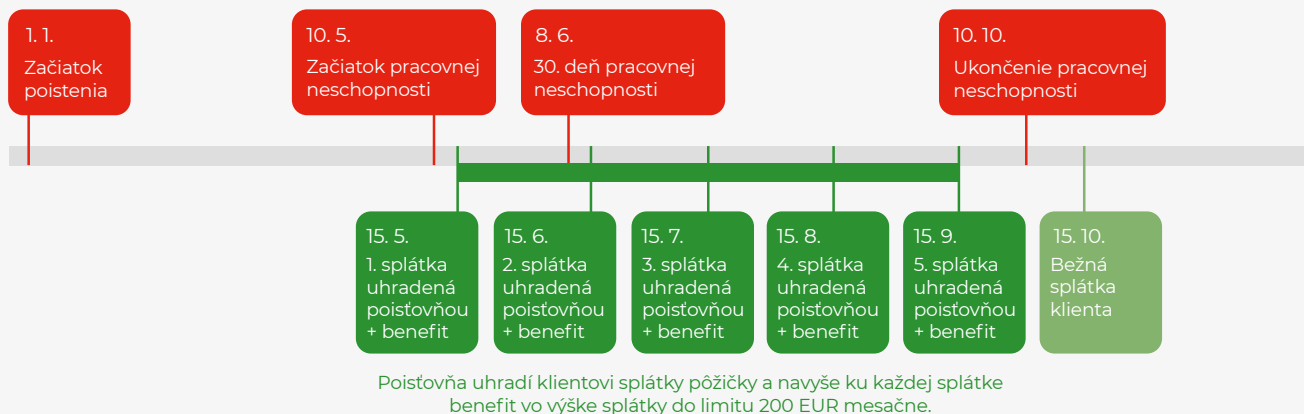 1. 1.
Začiatok
poistenia
10. 5.
Začiatok pracovnej
neschopnosti
8. 6.
30. deň pracovnej
neschopnosti
10. 10.
Ukončenie pracovnej
neschopnosti
15. 5.
1. splátka
uhradená
poisťovňou
+ benefit
15. 6.
2. splátka
uhradená
poisťovňou
+ benefit
15. 7.
3. splátka
uhradená
poisťovňou
+ benefit
15. 8.
4. splátka
uhradená
poisťovňou
+ benefit
15. 9.
5. splátka
uhradená
poisťovňou
+ benefit
15. 10.
Bežná
splátka
klienta
Poisťovňa uhradí klientovi splátky pôžičky a navyše ku každej splátke
benefit vo výške splátky do limitu 200 EUR mesačne.